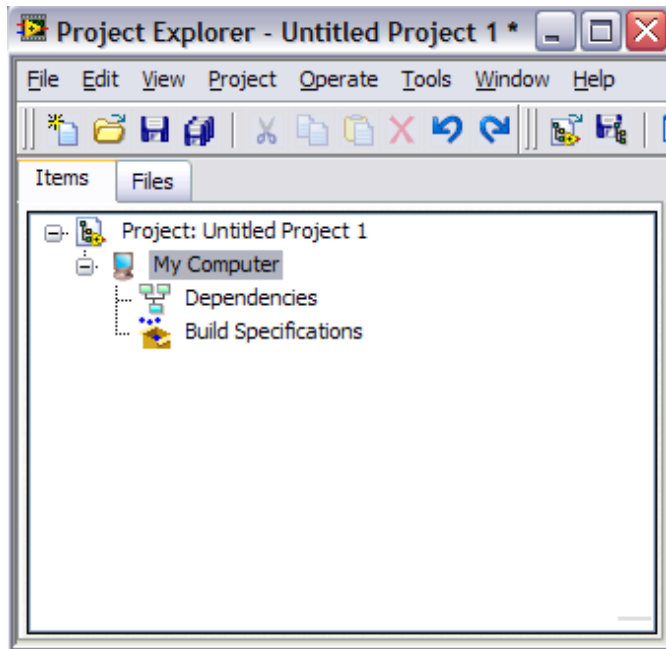 Project Explorer - Untitled Project 1 *
File Edit View Project Operate Tools Window Help
Items Files
Project: Untitled Project 1
My Computer
Dependencies
Build Specifications